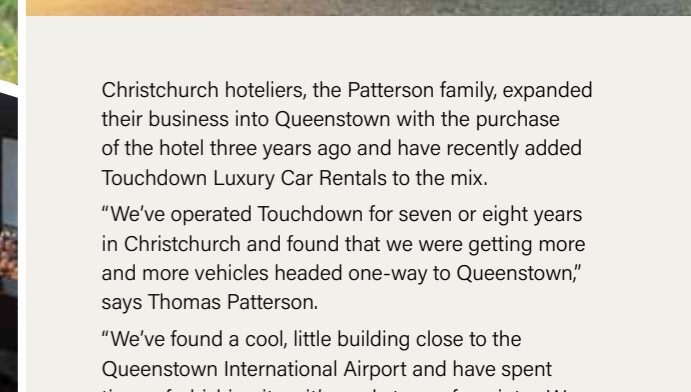 Christchurch hoteliers, the Patterson family, expanded
their business into Queenstown with the purchase
of the hotel three years ago and have recently added
Touchdown Luxury Car Rentals to the mix.
“We’ve operated Touchdown for seven or eight years
in Christchurch and found that we were getting more
and more vehicles headed one-way to Queenstown,”
says Thomas Patterson.
“We’ve found a cool, little building close to the
Queenstown International Airport and have spent